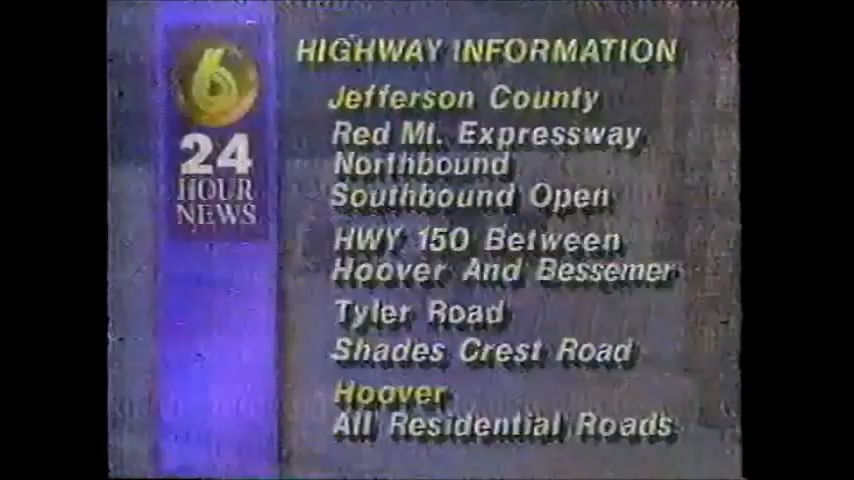 6
24
HOUR
NEWS
HIGHWAY INFORMATION
Jefferson County
Red Mt. Expressway
Northbound
Southbound Open
HWY 150 Between
Hoover And Bessemer
Tyler Road
Shades Crest Road
Hoover
All Residential Roads